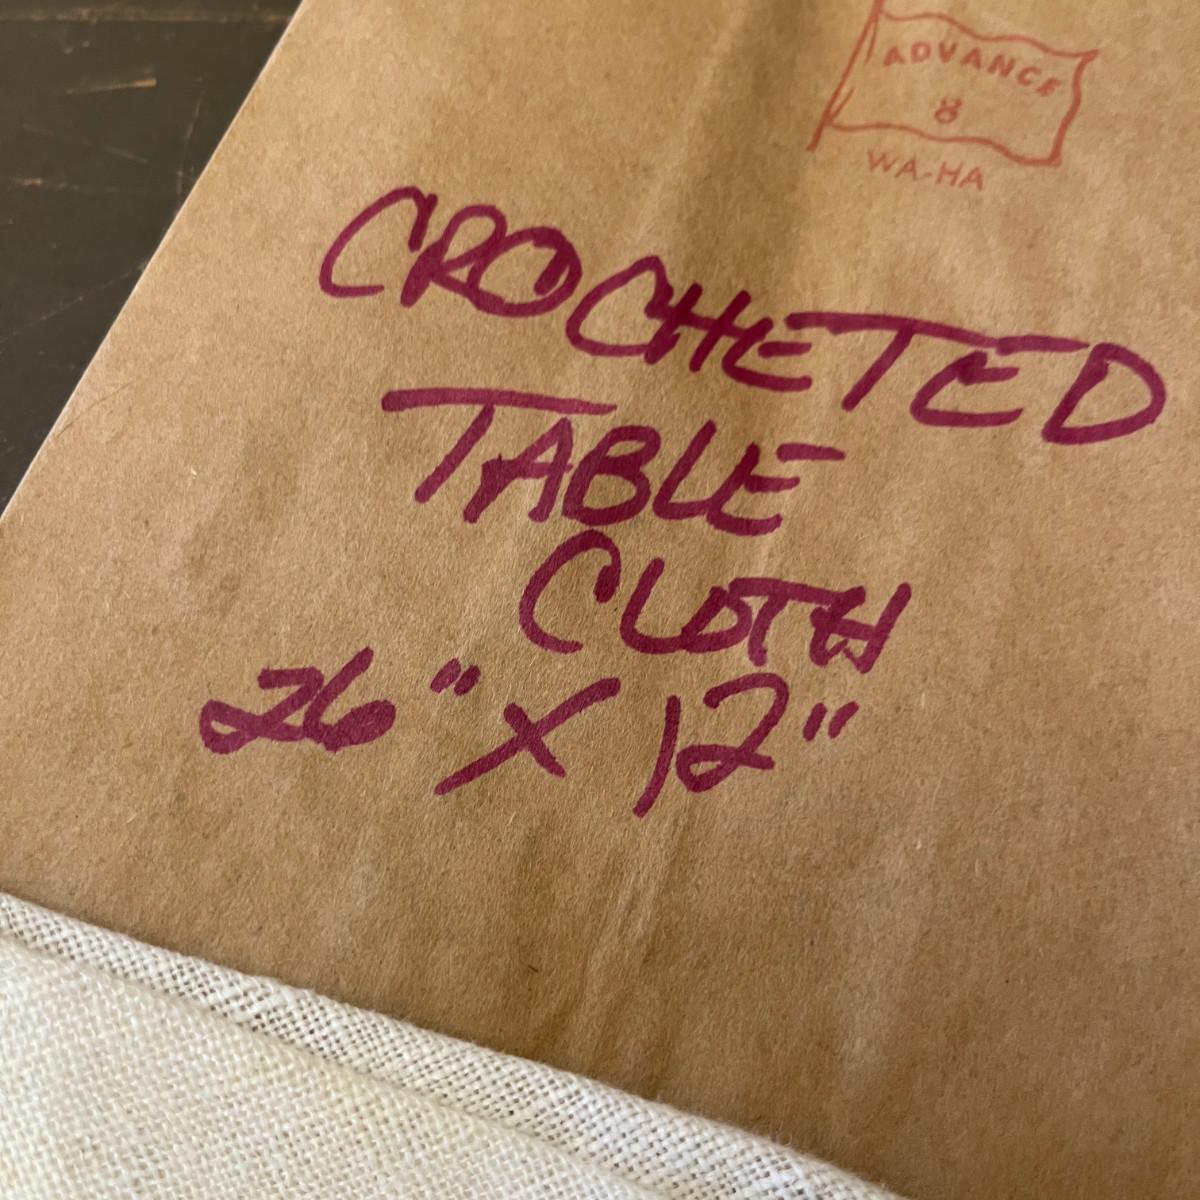 ADVANCE
8
WA-HA
CROCHETED
TABLE
CLOTH
26" X 12"